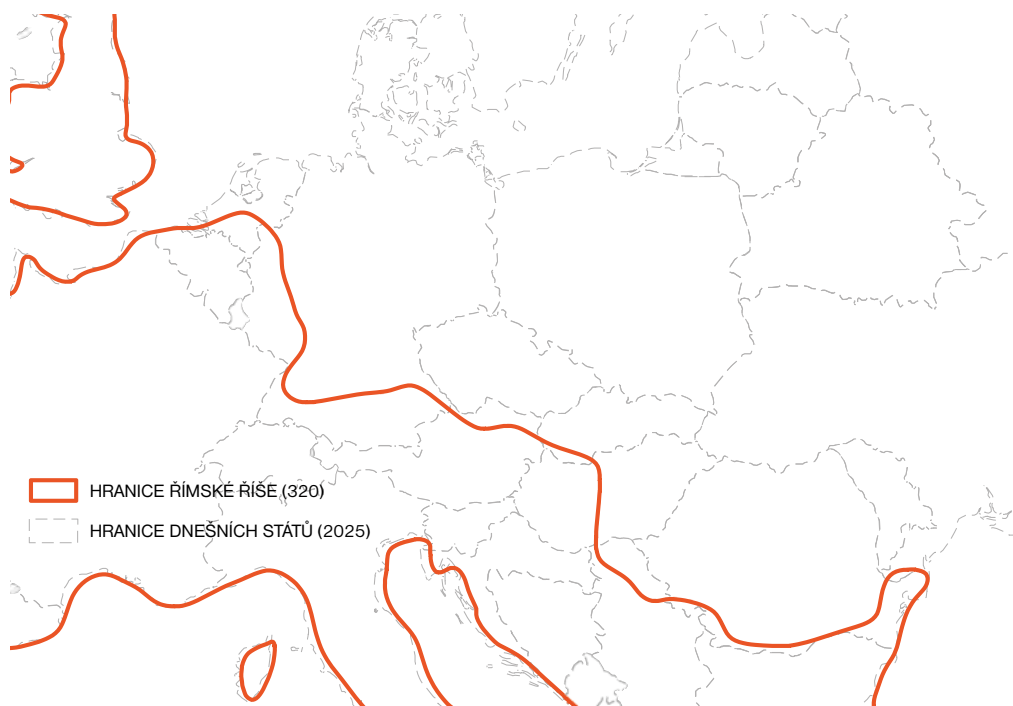 HRANICE ŘÍMSKÉ ŘÍŠE (320)
HRANICE DNEŠNÍCH STÁTŮ (2025)